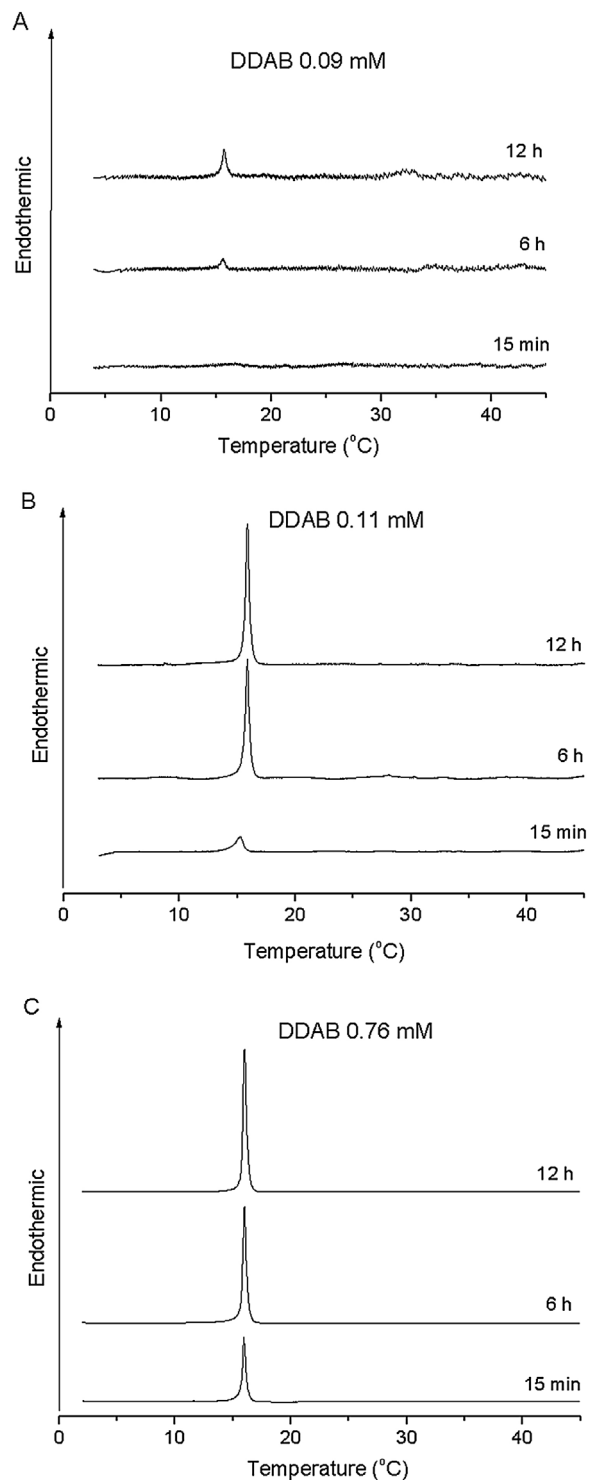 A
DDAB 0.09 mM
12 h
6 h
15 min
Endothermic
0 10 20 30 40
Temperature (°C)
B
DDAB 0.11 mM
12 h
6 h
15 min
Endothermic
0 10 20 30 40
Temperature (°C)
C
DDAB 0.76 mM
12 h
6 h
15 min
Endothermic
0 10 20 30 40
Temperature (°C)